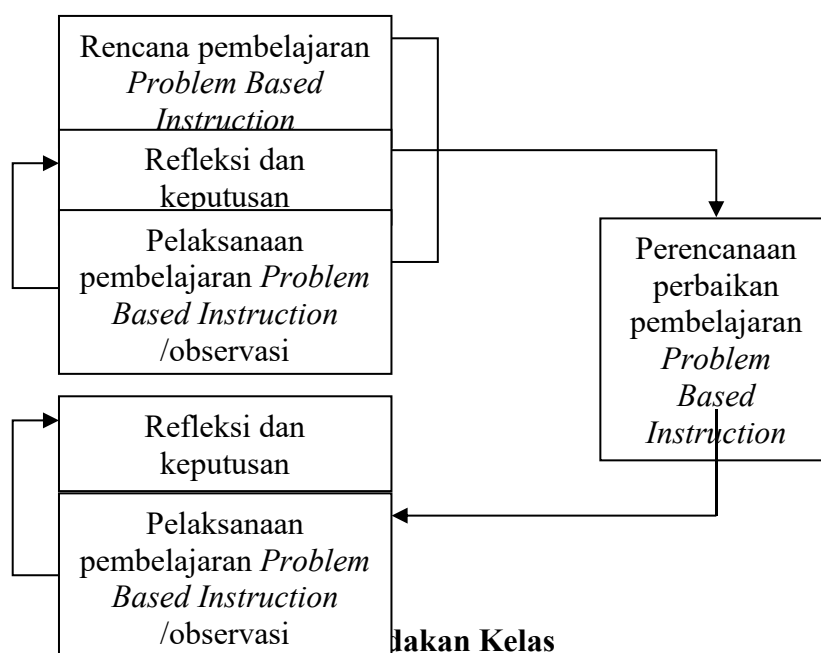 Rencana pembelajaran
Problem Based
Instruction
Refleksi dan
keputusan
Pelaksanaan
pembelajaran Problem
Based Instruction
/observasi
Perencanaan
perbaikan
pembelajaran
Problem
Based
Instruction
Refleksi dan
keputusan
Pelaksanaan
pembelajaran Problem
Based Instruction
/observasi
dakan Kelas